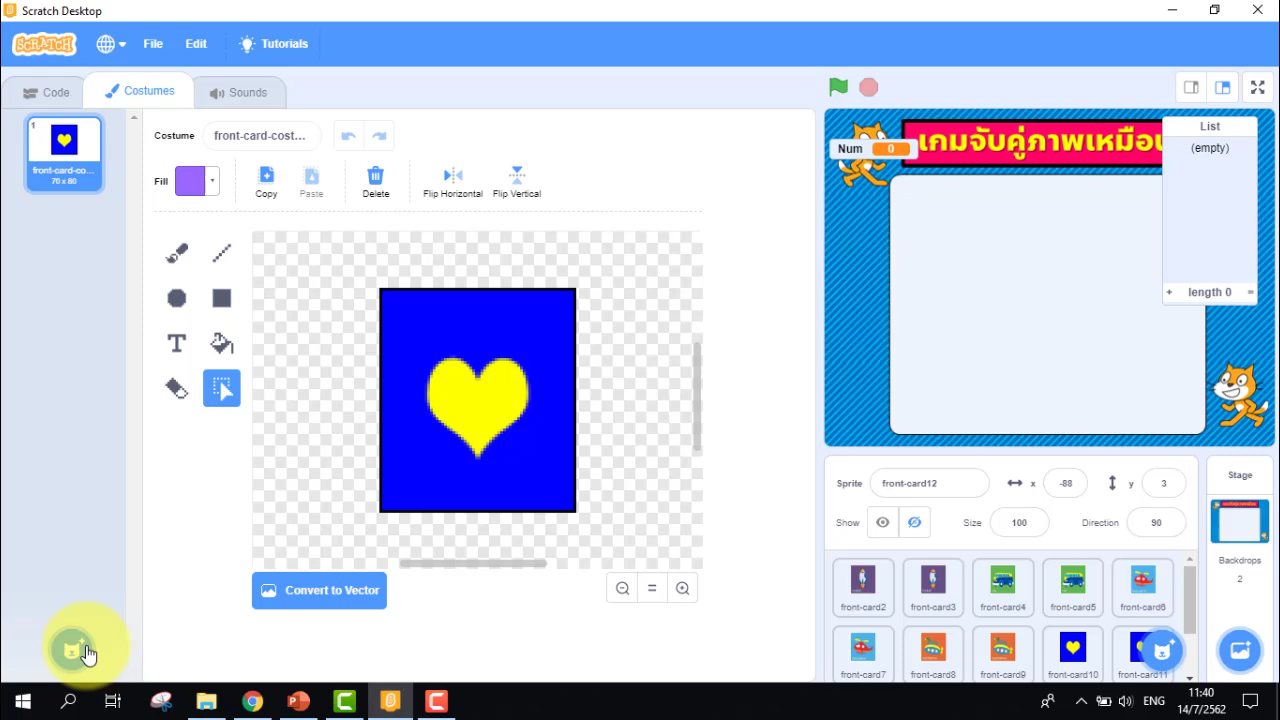 Scratch Desktop
SCRATCH
File
Edit
Tutorials
Code
Costumes
Sounds
1
front-card-co...
70 x 80
Costume
front-card-cost...
Fill
Copy
Paste
Delete
Flip Horizontal
Flip Vertical
T
Convert to Vector
เกมจับคู่ภาพเหมือน
Num
0
List
(empty)
+
length 0
=
Sprite
front-card12
x
-88
y
3
Show
Size
100
Direction
90
Stage
Backdrops
2
front-card2
front-card3
front-card4
front-card5
front-card6
front-card7
front-card8
front-card9
front-card10
front-card11
ENG
11:40
14/7/2562